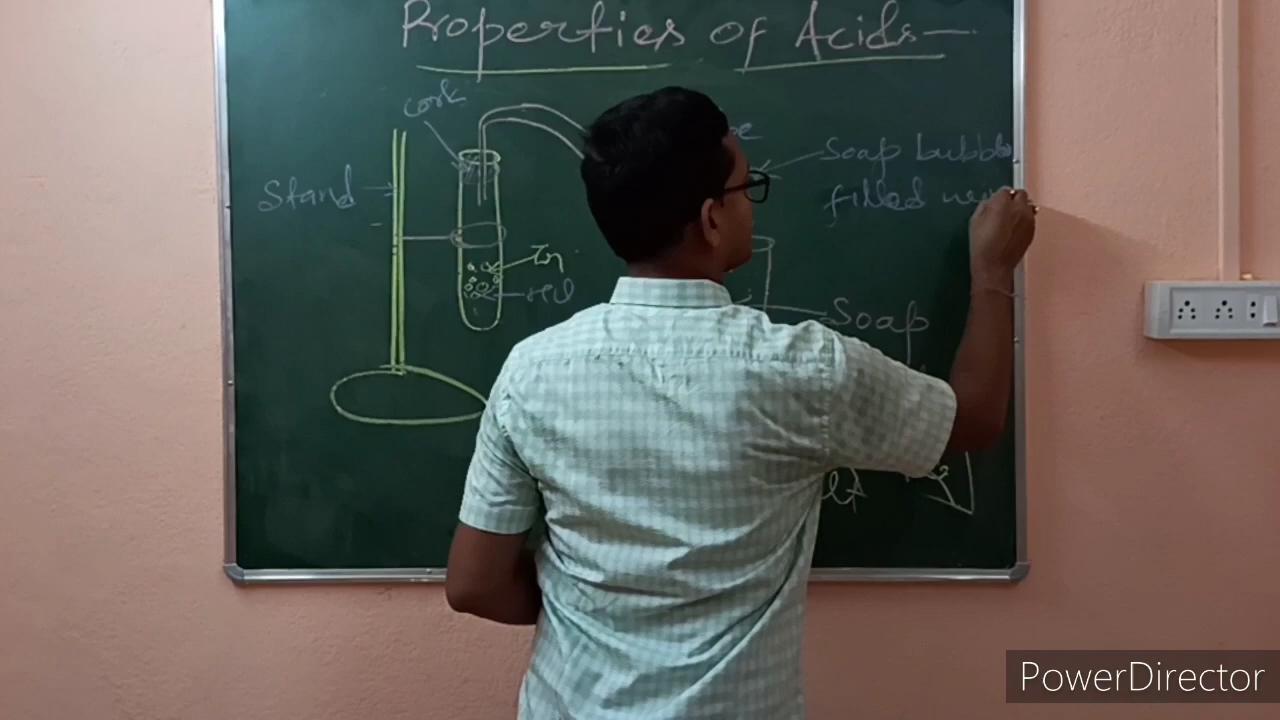 Properties of Acids
cork
Soap bubble
Stand
filled
Zn
Hcl
Soap
PowerDirector